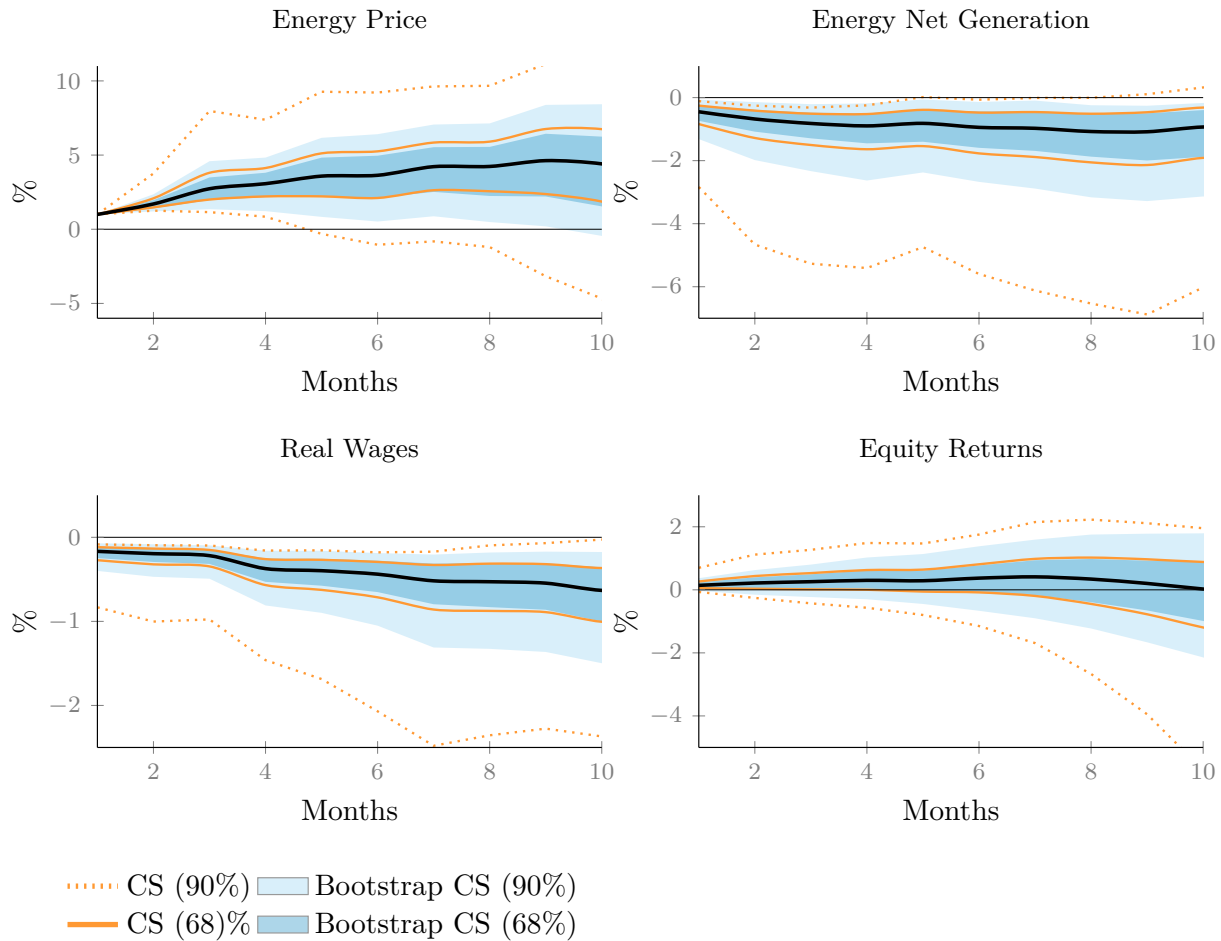 Energy Price
10
5
0
−5
%
2 4 6 8 10
Months
Energy Net Generation
0
−2
−4
−6
%
2 4 6 8 10
Months
Real Wages
0
−1
−2
%
2 4 6 8 10
Months
Equity Returns
2
0
−2
−4
%
2 4 6 8 10
Months
CS (90%) Bootstrap CS (90%)
CS (68)% Bootstrap CS (68%)